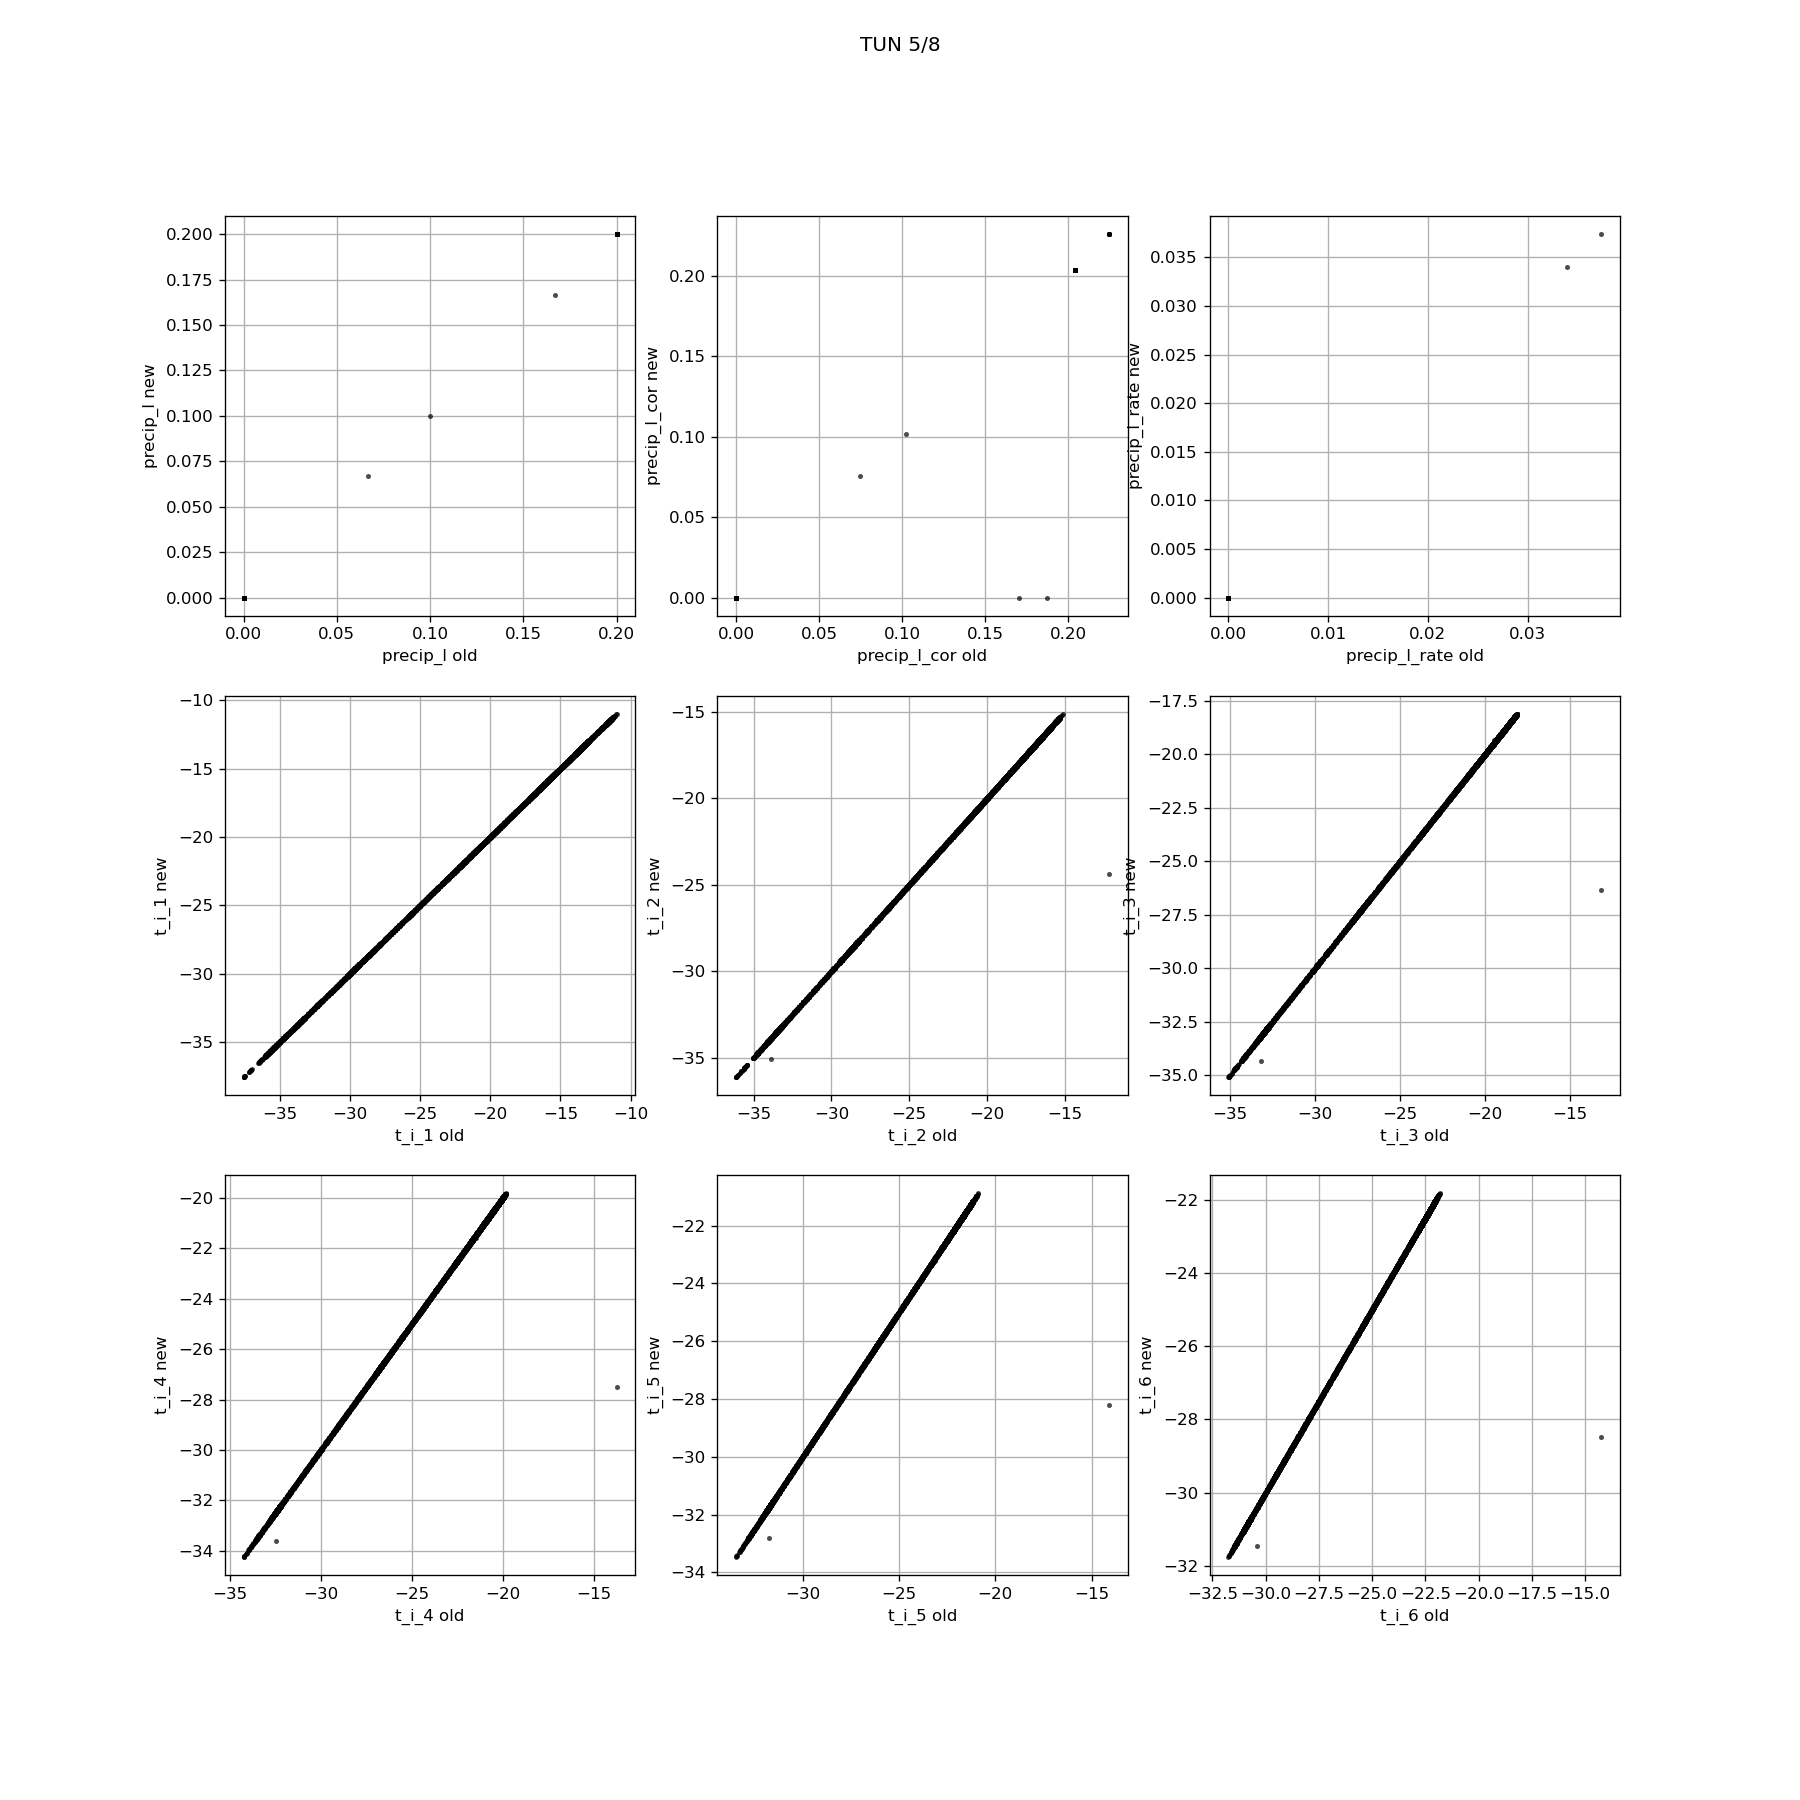 TUN 5/8
precip_l new
0.200
0.175
0.150
0.125
0.100
0.075
0.050
0.025
0.000
0.00 0.05 0.10 0.15 0.20
precip_l old
precip_l_cor new
0.20
0.15
0.10
0.05
0.00
0.00 0.05 0.10 0.15 0.20
precip_l_cor old
precip_l_rate new
0.035
0.030
0.025
0.020
0.015
0.010
0.005
0.000
0.00 0.01 0.02 0.03
precip_l_rate old
t_i_1 new
−10
−15
−20
−25
−30
−35
−35 −30 −25 −20 −15 −10
t_i_1 old
t_i_2 new
−15
−20
−25
−30
−35
−35 −30 −25 −20 −15
t_i_2 old
t_i_3 new
−17.5
−20.0
−22.5
−25.0
−27.5
−30.0
−32.5
−35.0
−35 −30 −25 −20 −15
t_i_3 old
t_i_4 new
−20
−22
−24
−26
−28
−30
−32
−34
−35 −30 −25 −20 −15
t_i_4 old
t_i_5 new
−22
−24
−26
−28
−30
−32
−34
−30 −25 −20 −15
t_i_5 old
t_i_6 new
−22
−24
−26
−28
−30
−32
−32.5 −30.0 −27.5 −25.0 −22.5 −20.0 −17.5 −15.0
t_i_6 old